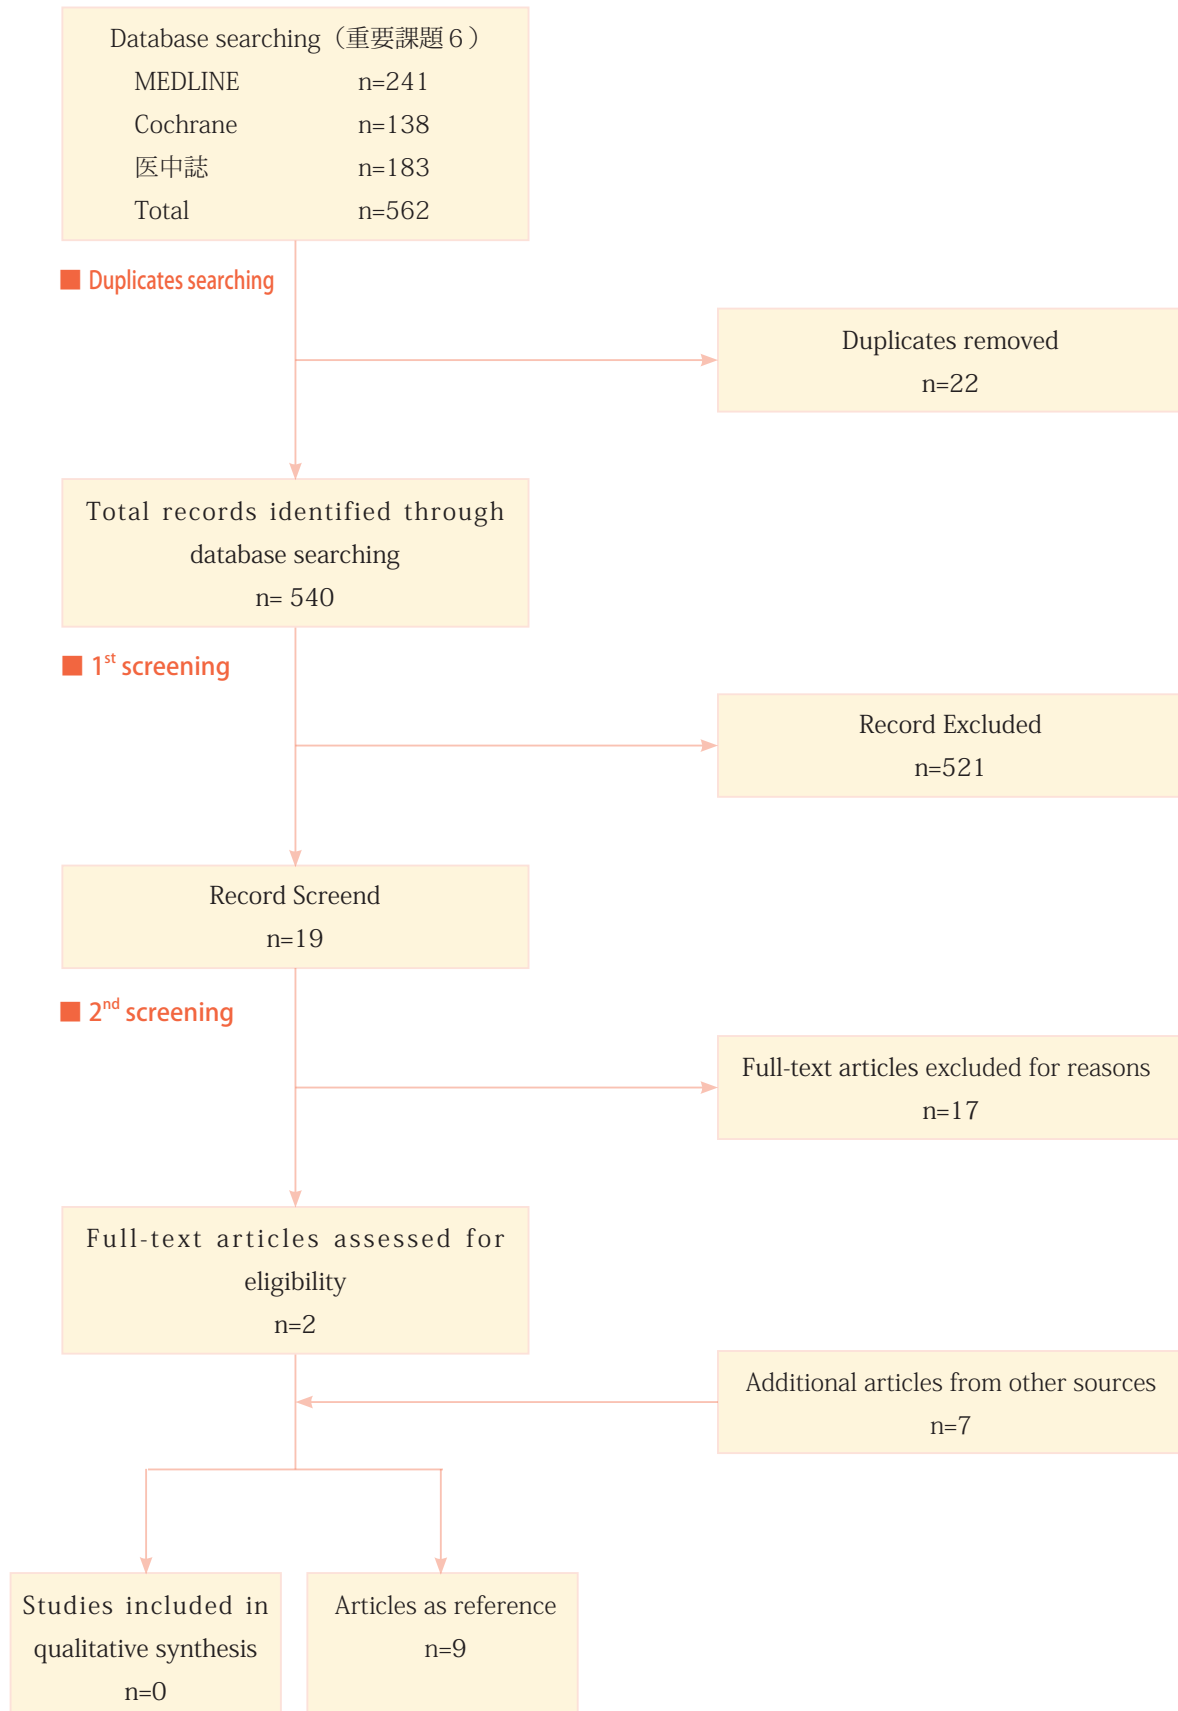 Database searching（重要課題６）
MEDLINE n=241
Cochrane n=138
医中誌 n=183
Total n=562
■ Duplicates searching
Duplicates removed
n=22
Total records identified through
database searching
n= 540
■ 1st screening
Record Excluded
n=521
Record Screend
n=19
■ 2nd screening
Full-text articles excluded for reasons
n=17
Full-text articles assessed for
eligibility
n=2
Additional articles from other sources
n=7
Studies included in
qualitative synthesis
n=0
Articles as reference
n=9